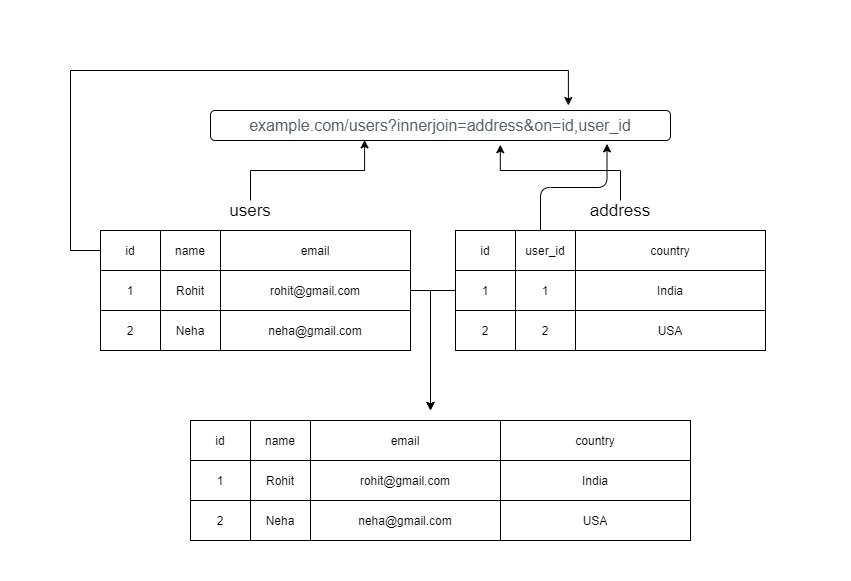 example.com/users?innerjoin=address&on=id,user_id
users address
id name email id user_id country
1 Rohit rohit@gmail.com 1 1 India
2 Neha neha@gmail.com 2 2 USA
id name email country
1 Rohit rohit@gmail.com India
2 Neha neha@gmail.com USA